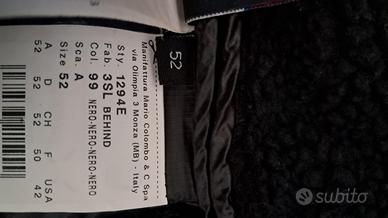 52
Manifattura Mario Colombo & C Spa
via Olimpia 3 Monza (MB) - Italy
Sty. 1294E
Fab. 3SL BEHIND
Col. 99 NERO-NERO-NERO-NERO
Sca. A
Size 52
A D CH F USA
52 52 52 50 42
subito